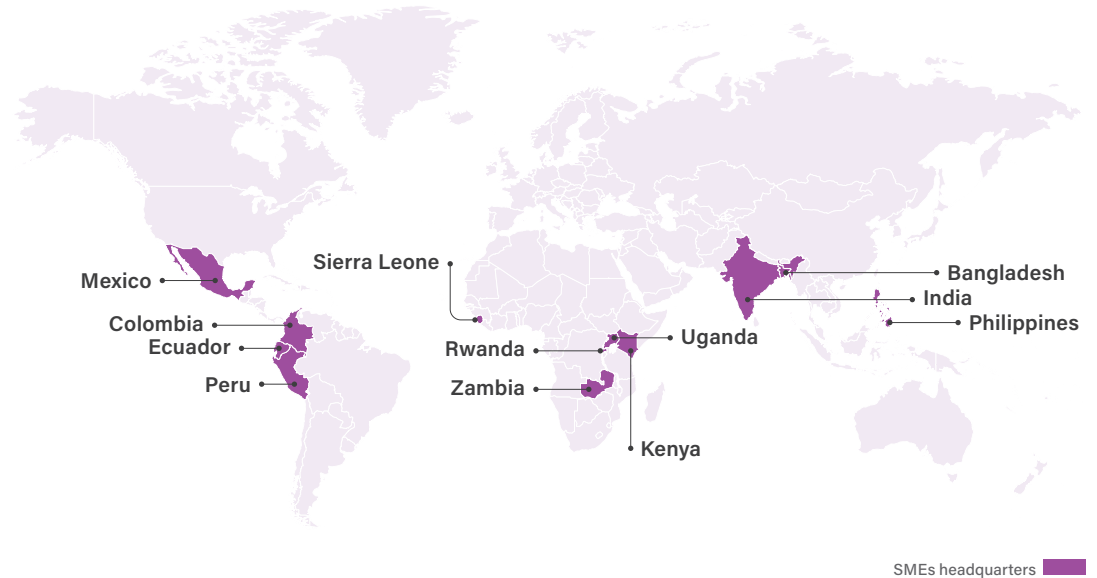 Sierra Leone
Bangladesh
Mexico
India
Colombia
Philippines
Uganda
Ecuador
Rwanda
Peru
Zambia
Kenya
SMEs headquarters